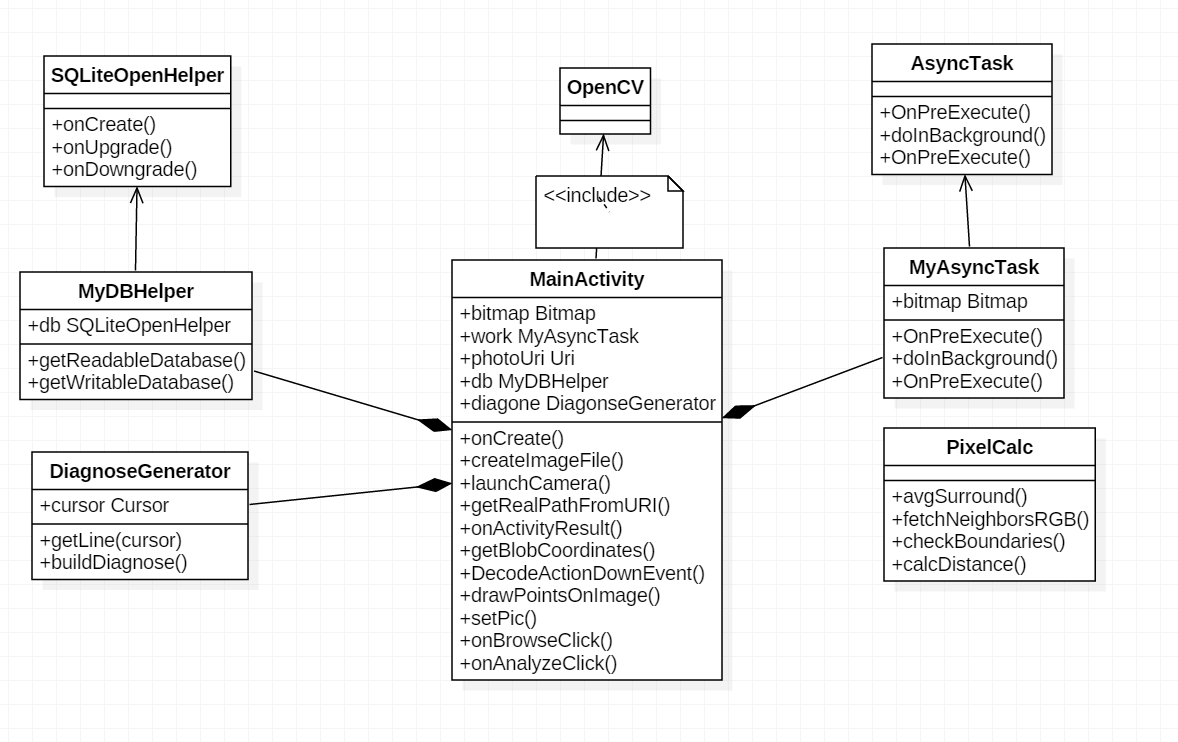 SQLiteOpenHelper
+onCreate()
+onUpgrade()
+onDowngrade()
OpenCV
AsyncTask
+OnPreExecute()
+doInBackground()
+OnPreExecute()
<<include>>
MyDBHelper
+db SQLiteOpenHelper
+getReadableDatabase()
+getWritableDatabase()
MainActivity
+bitmap Bitmap
+work MyAsyncTask
+photoUri Uri
+db MyDBHelper
+diagone DiagonseGenerator
+onCreate()
+createImageFile()
+launchCamera()
+getRealPathFromURI()
+onActivityResult()
+getBlobCoordinates()
+DecodeActionDownEvent()
+drawPointsOnImage()
+setPic()
+onBrowseClick()
+onAnalyzeClick()
MyAsyncTask
+bitmap Bitmap
+OnPreExecute()
+doInBackground()
+OnPreExecute()
DiagnoseGenerator
+cursor Cursor
+getLine(cursor)
+buildDiagnose()
PixelCalc
+avgSurround()
+fetchNeighborsRGB()
+checkBoundaries()
+calcDistance()